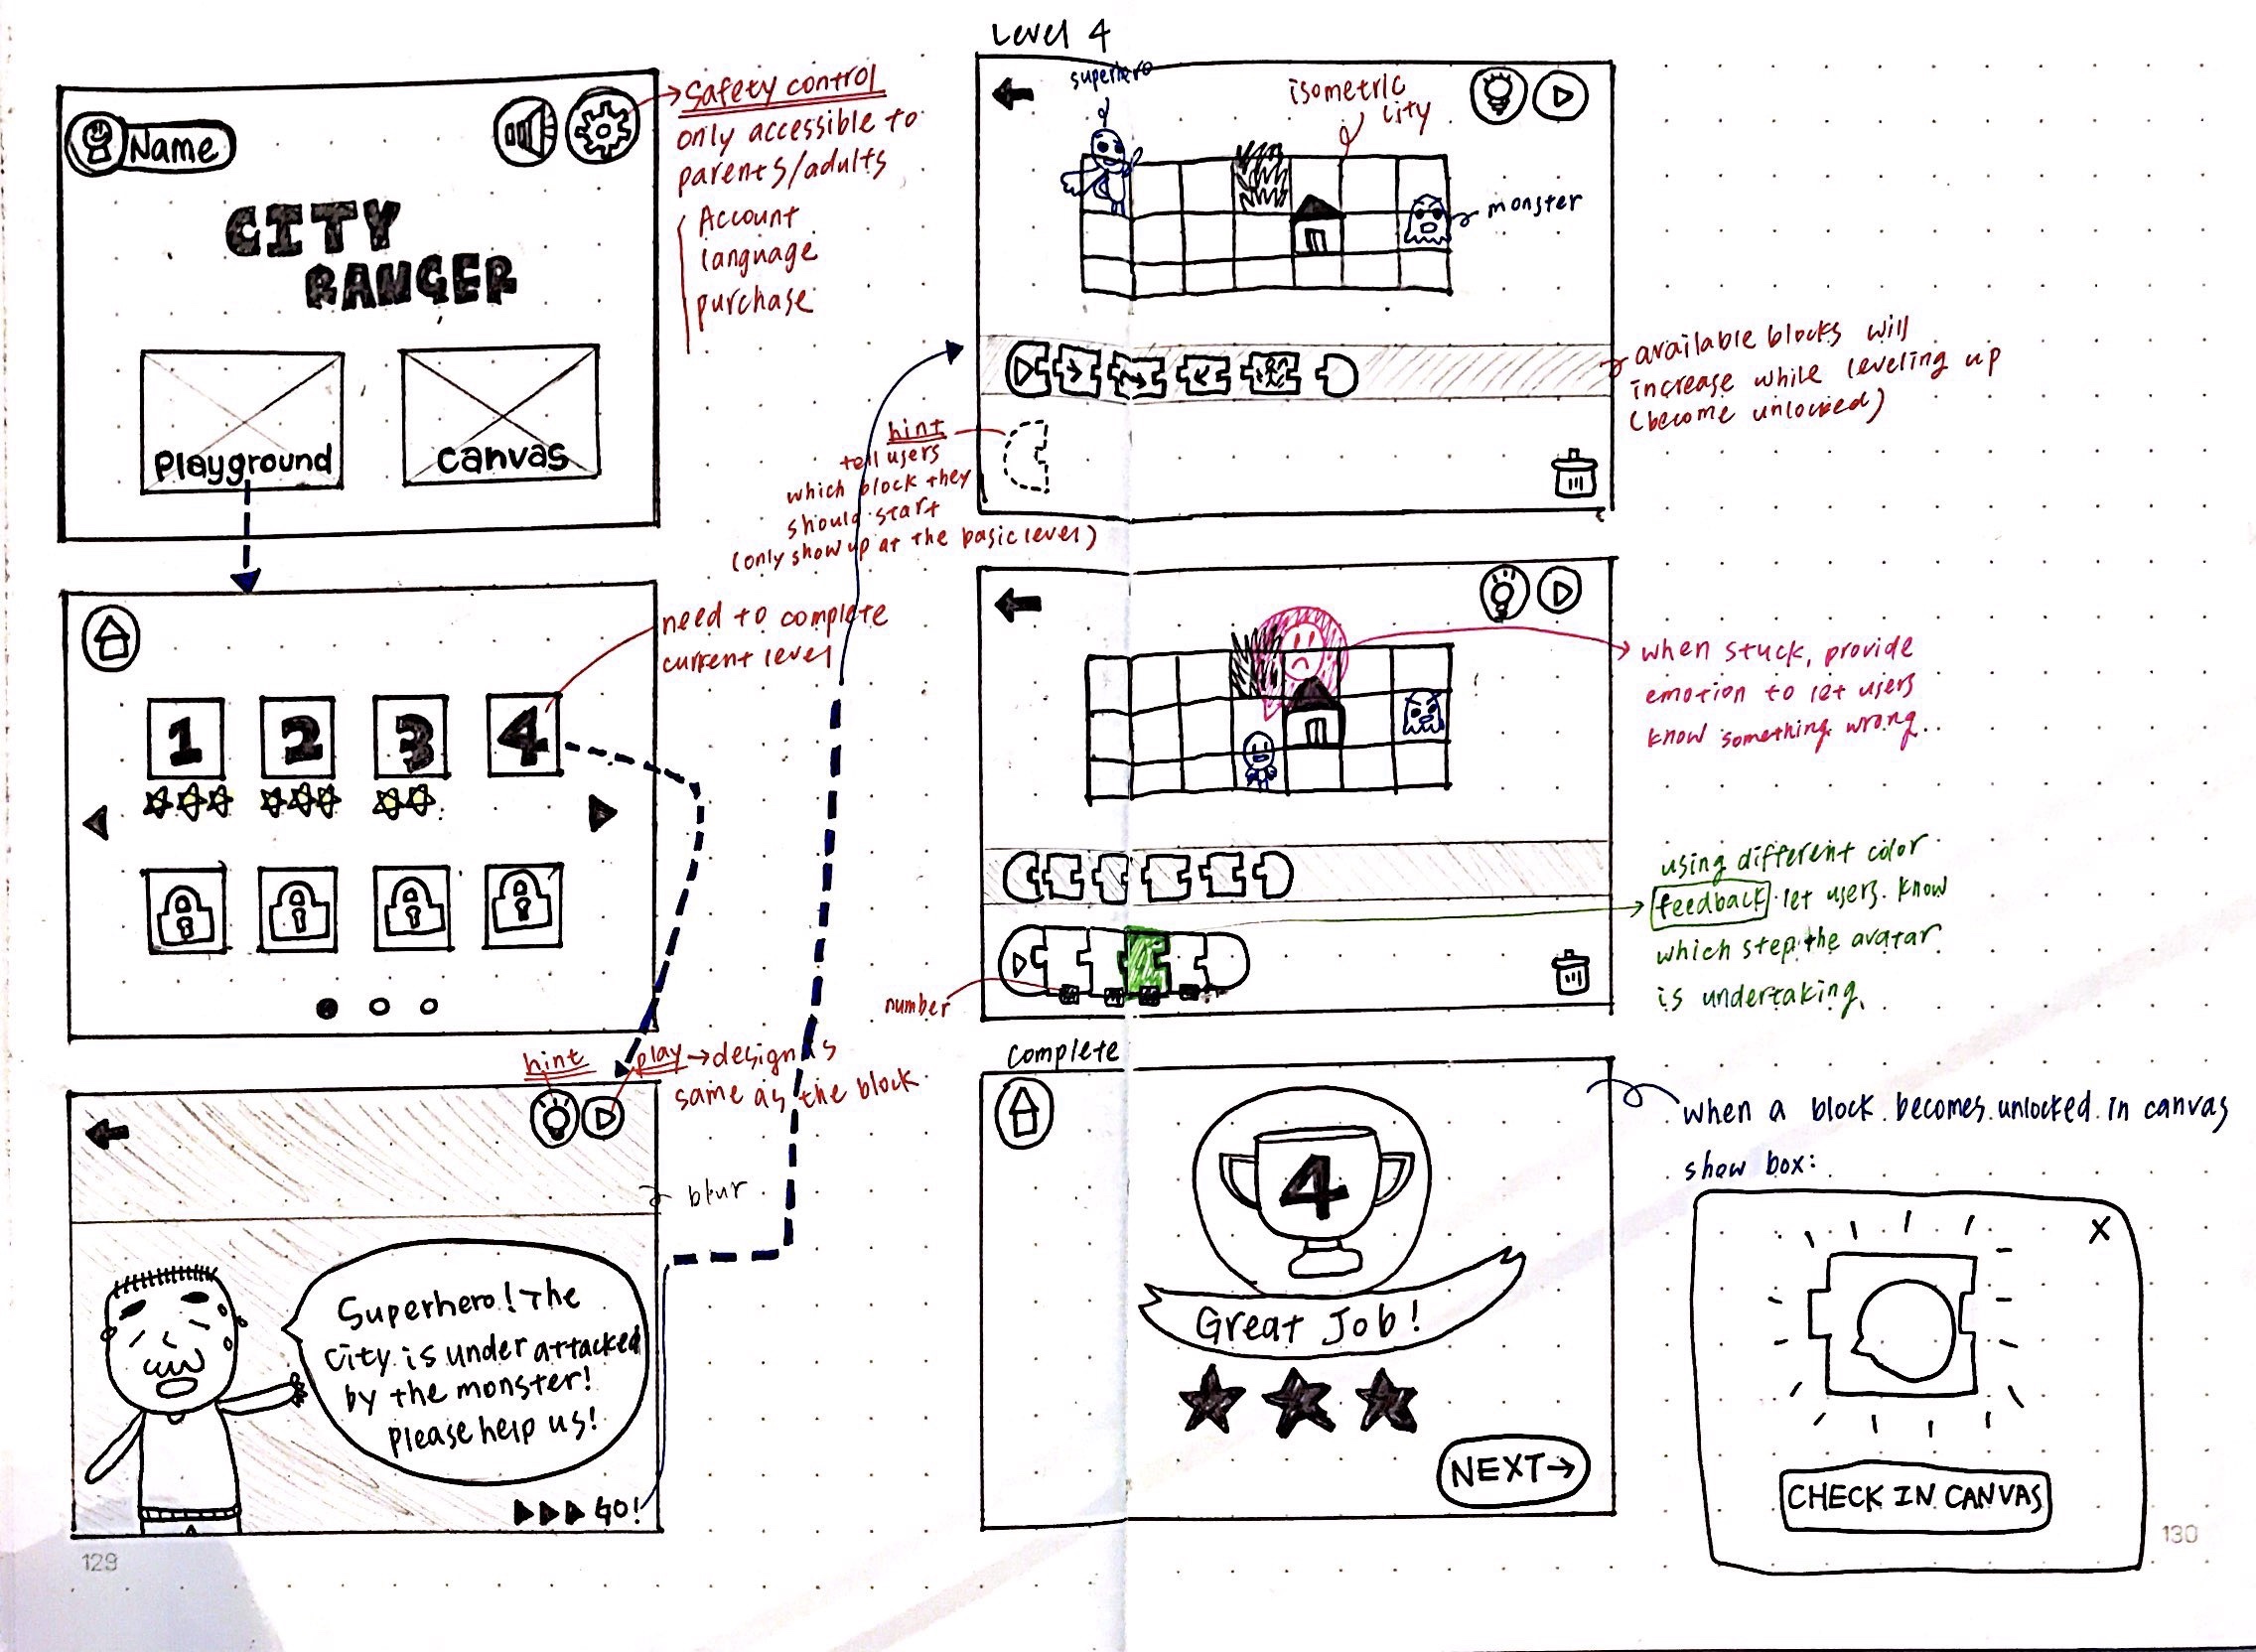 Name
CITY
RANGER
Playground
canvas
Safety control
only accessible to
parents/adults
Account
language
purchase
1
2
3
4
need to complete
current level
hint
play → design is
same as the block.
blur
Superhero! The
City is under attacked
by the monster!
please help us!
GO!
129
Level 4
superhero
isometric
city
monster
available blocks will
increase while leveling up
(become unlocked)
hint
tell users
which block they
should start
(only show up at the basic level)
when stuck, provide
emotion to let users
know something wrong..
using different color
feedback let users know
which step the avatar
is undertaking.
number
complete
4
Great Job!
NEXT→
when a block becomes unlocked in canvas
show box:
X
CHECK IN CANVAS
130